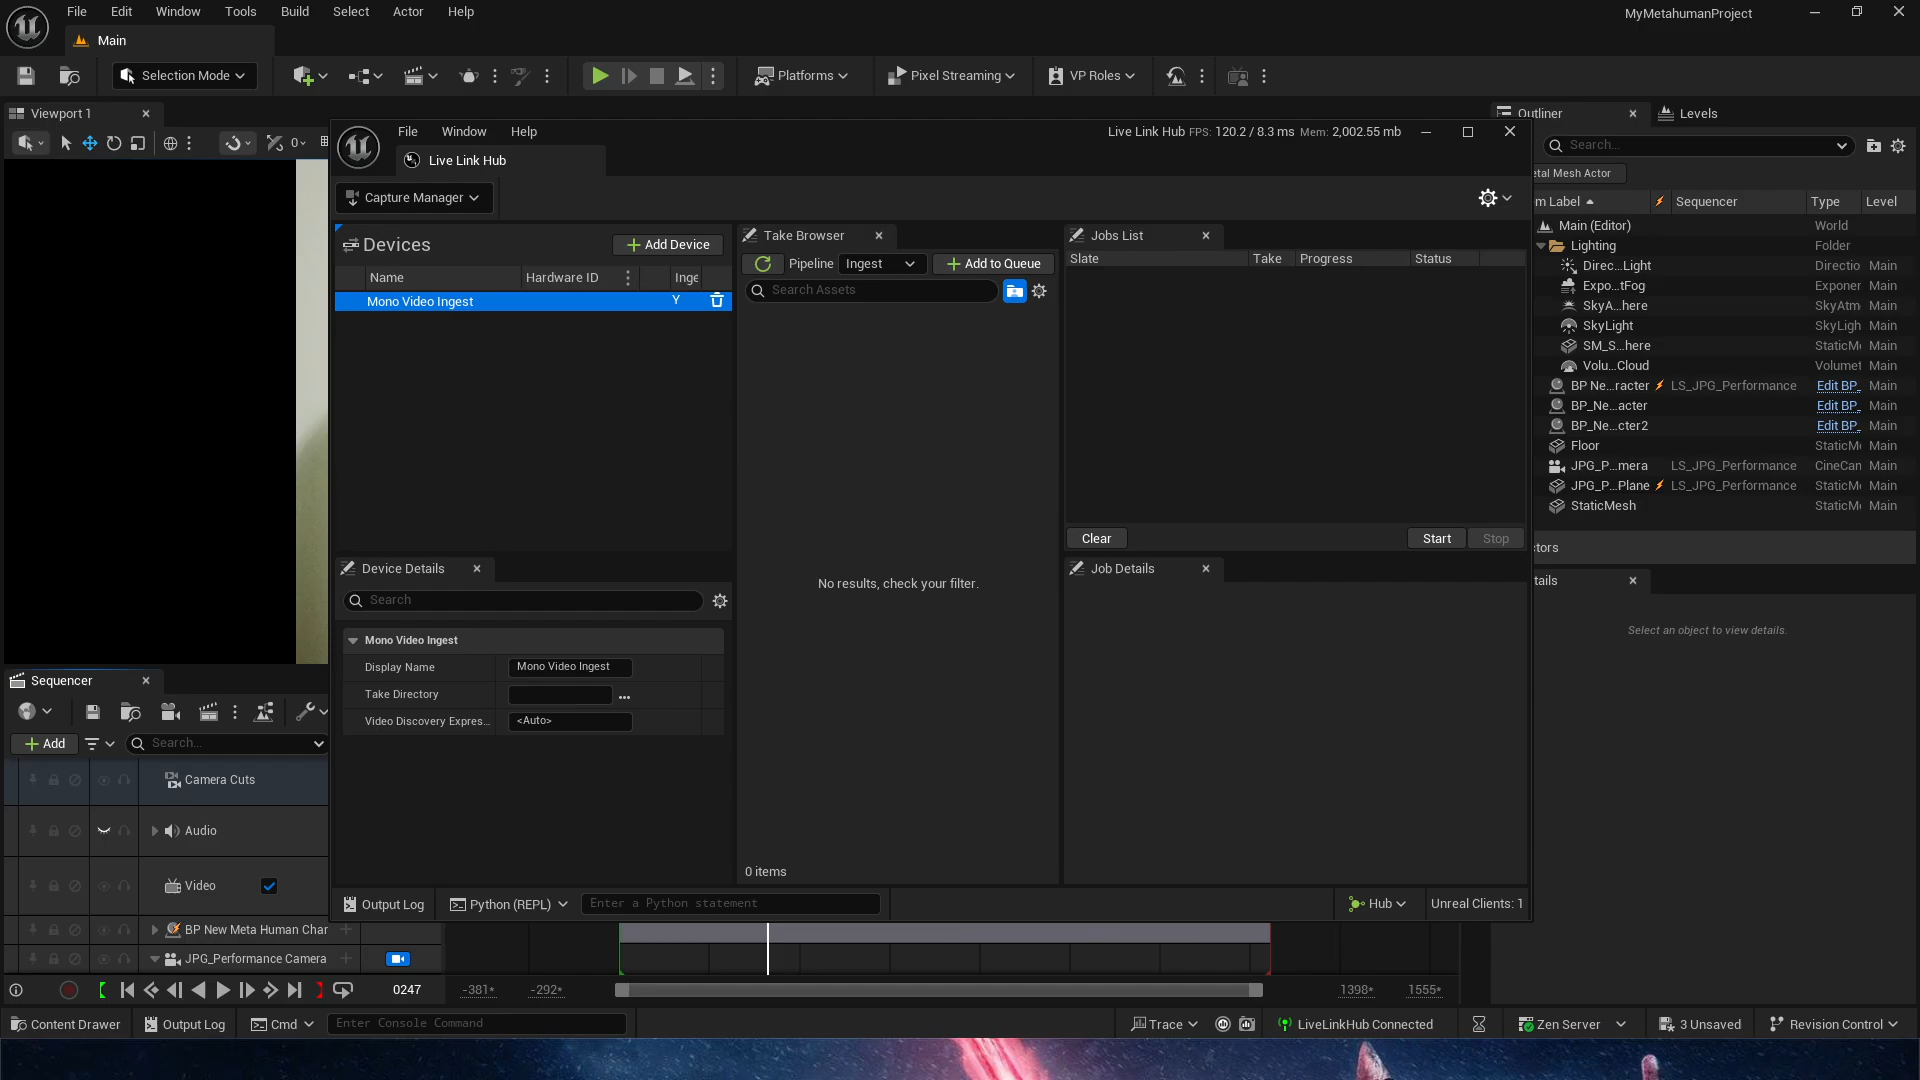 File Edit Window Tools Build Select Actor Help
MyMetahumanProject
Main
Selection Mode
Platforms
Pixel Streaming
VP Roles
Viewport 1
0
File Window Help
Live Link Hub FPS: 120.2 / 8.3 ms Mem: 2,002.55 mb
Live Link Hub
Capture Manager
Devices
Add Device
Name Hardware ID Inge
Mono Video Ingest Y
Take Browser
Pipeline Ingest Add to Queue
Search Assets
No results, check your filter.
0 items
Jobs List
Slate Take Progress Status
Clear Start Stop
Device Details
Search
Mono Video Ingest
Display Name Mono Video Ingest
Take Directory ...
Video Discovery Expres... <Auto>
Job Details
Output Log Python (REPL) Enter a Python statement
Hub Unreal Clients: 1
Outliner Levels
Search...
etal Mesh Actor
m Label Sequencer Type Level
Main (Editor) World
Lighting Folder
Direc...Light Directio Main
Expo...tFog Exponer Main
SkyA...here SkyAtm Main
SkyLight SkyLigh Main
SM_S...here StaticMe Main
Volu...Cloud Volumet Main
BP Ne...racter LS_JPG_Performance Edit BP_ Main
BP_Ne...acter Edit BP_ Main
BP_Ne...cter2 Edit BP_ Main
Floor StaticMe Main
JPG_P...mera LS_JPG_Performance CineCan Main
JPG_P...Plane LS_JPG_Performance StaticMe Main
StaticMesh StaticMe Main
ctors
tails
Select an object to view details.
Sequencer
Add Search...
Camera Cuts
Audio
Video
BP New Meta Human Char
JPG_Performance Camera
0247 -381* -292* 1398* 1555*
Content Drawer Output Log Cmd Enter Console Command
Trace LiveLinkHub Connected Zen Server 3 Unsaved Revision Control